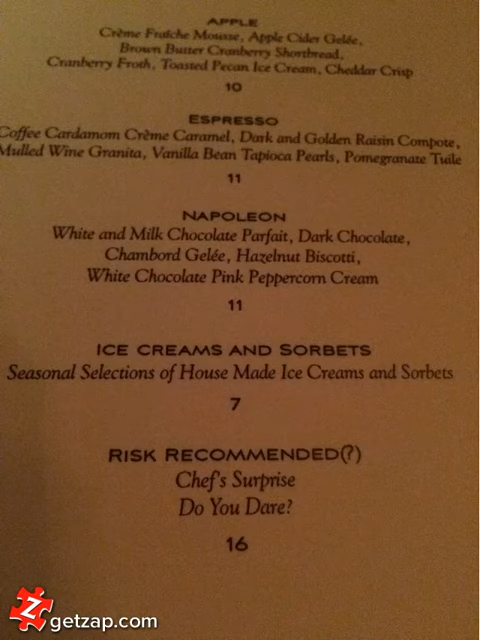 APPLE
Crème Fraîche Mousse, Apple Cider Gelée,
Brown Butter Cranberry Shortbread,
Cranberry Froth, Toasted Pecan Ice Cream, Cheddar Crisp
10
ESPRESSO
Coffee Cardamom Crème Caramel, Dark and Golden Raisin Compote,
Mulled Wine Granita, Vanilla Bean Tapioca Pearls, Pomegranate Tuile
11
NAPOLEON
White and Milk Chocolate Parfait, Dark Chocolate,
Chambord Gelée, Hazelnut Biscotti,
White Chocolate Pink Peppercorn Cream
11
ICE CREAMS AND SORBETS
Seasonal Selections of House Made Ice Creams and Sorbets
7
RISK RECOMMENDED(?)
Chef's Surprise
Do You Dare?
16
Z getzap.com